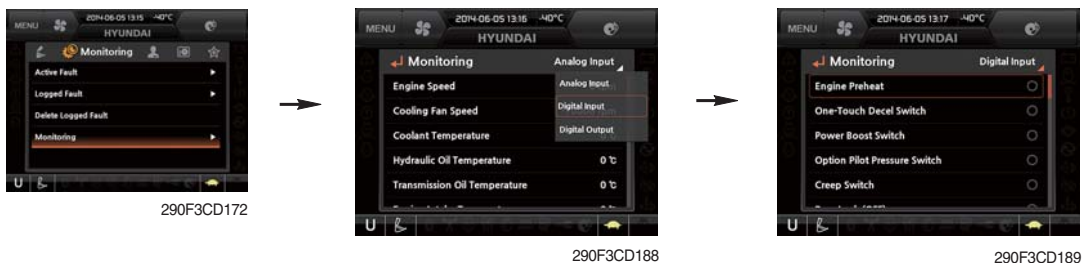 MENU
2014-06-05 13:15 -40°C
HYUNDAI
Monitoring
Active Fault
Logged Fault
Delete Logged Fault
Monitoring
U
290F3CD172
MENU
2014-06-05 13:16 -40°C
HYUNDAI
Monitoring Analog Input
Engine Speed
Analog Input
Cooling Fan Speed
Digital Input
Coolant Temperature
Digital Output
Hydraulic Oil Temperature 0 ℃
Transmission Oil Temperature 0 ℃
U
290F3CD188
MENU
2014-06-05 13:17 -40°C
HYUNDAI
Monitoring Digital Input
Engine Preheat
One-Touch Decel Switch
Power Boost Switch
Option Pilot Pressure Switch
Creep Switch
U
290F3CD189